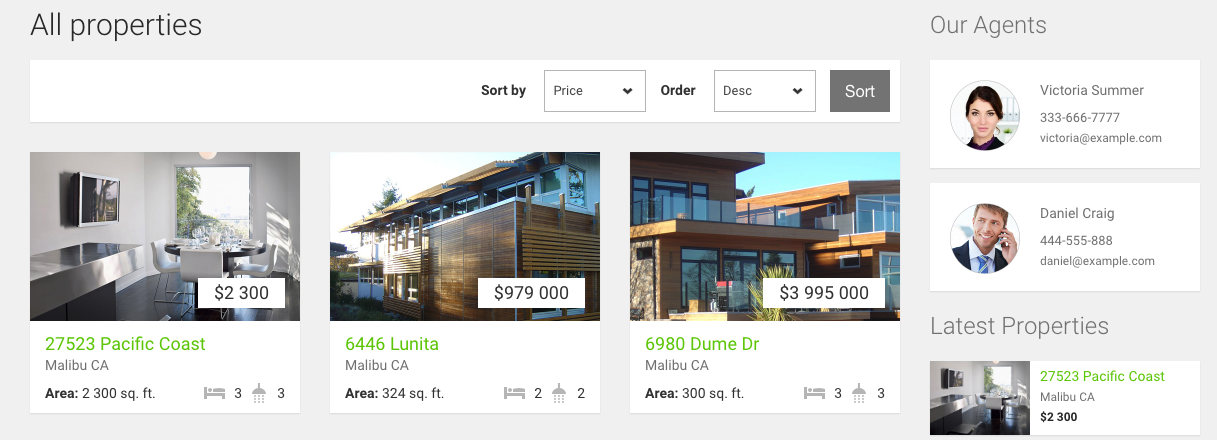 All properties
Sort by Price Order Desc Sort
$2 300
27523 Pacific Coast
Malibu CA
Area: 2 300 sq. ft. 3 3
$979 000
6446 Lunita
Malibu CA
Area: 324 sq. ft. 2 2
$3 995 000
6980 Dume Dr
Malibu CA
Area: 300 sq. ft. 3 3
Our Agents
Victoria Summer
333-666-7777
victoria@example.com
Daniel Craig
444-555-888
daniel@example.com
Latest Properties
27523 Pacific Coast
Malibu CA
$2 300